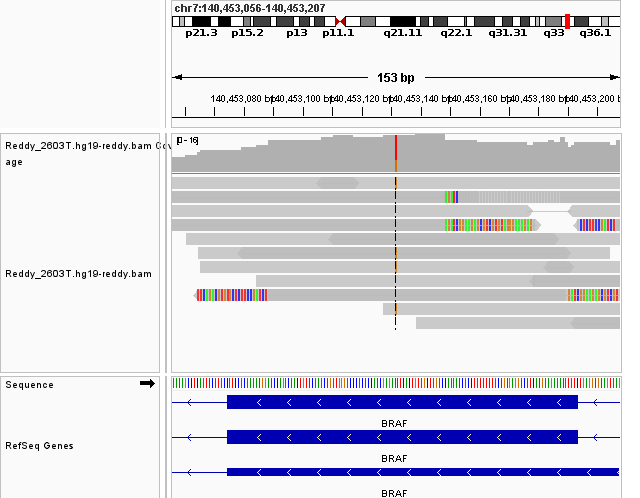 chr7:140,453,056-140,453,207
p21.3 p15.2 p13 p11.1 q21.11 q22.1 q31.31 q33 q36.1
153 bp
140,453,080 bp 140,453,100 bp 140,453,120 bp 140,453,140 bp 140,453,160 bp 140,453,180 bp 140,453,200 b
[0 - 16]
Reddy_2603T.hg19-reddy.bam Cov
age
Reddy_2603T.hg19-reddy.bam
Sequence
BRAF
RefSeq Genes
BRAF
BRAF